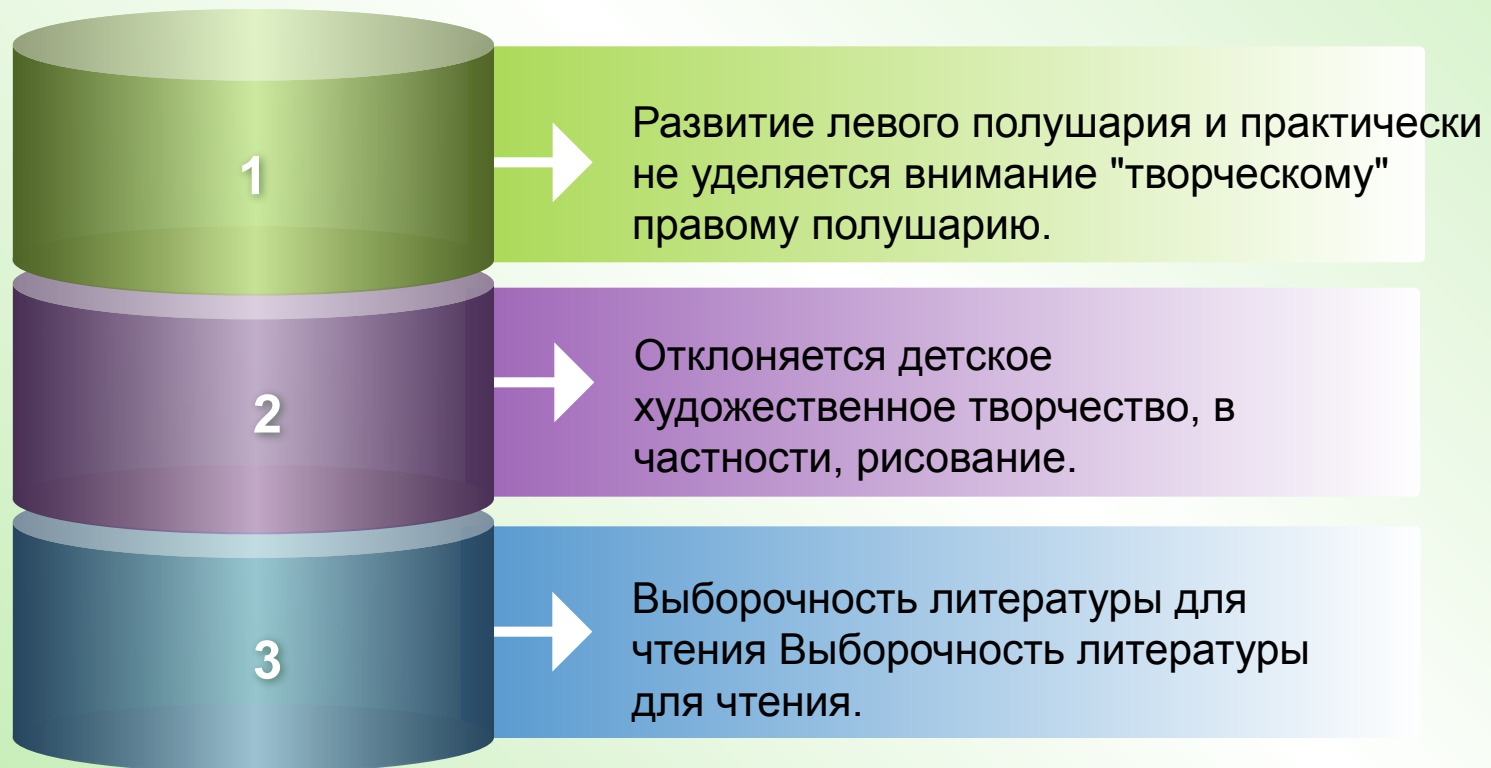 1
Развитие левого полушария и практически
не уделяется внимание "творческому"
правому полушарию.
2
Отклоняется детское
художественное творчество, в
частности, рисование.
3
Выборочность литературы для
чтения Выборочность литературы
для чтения.